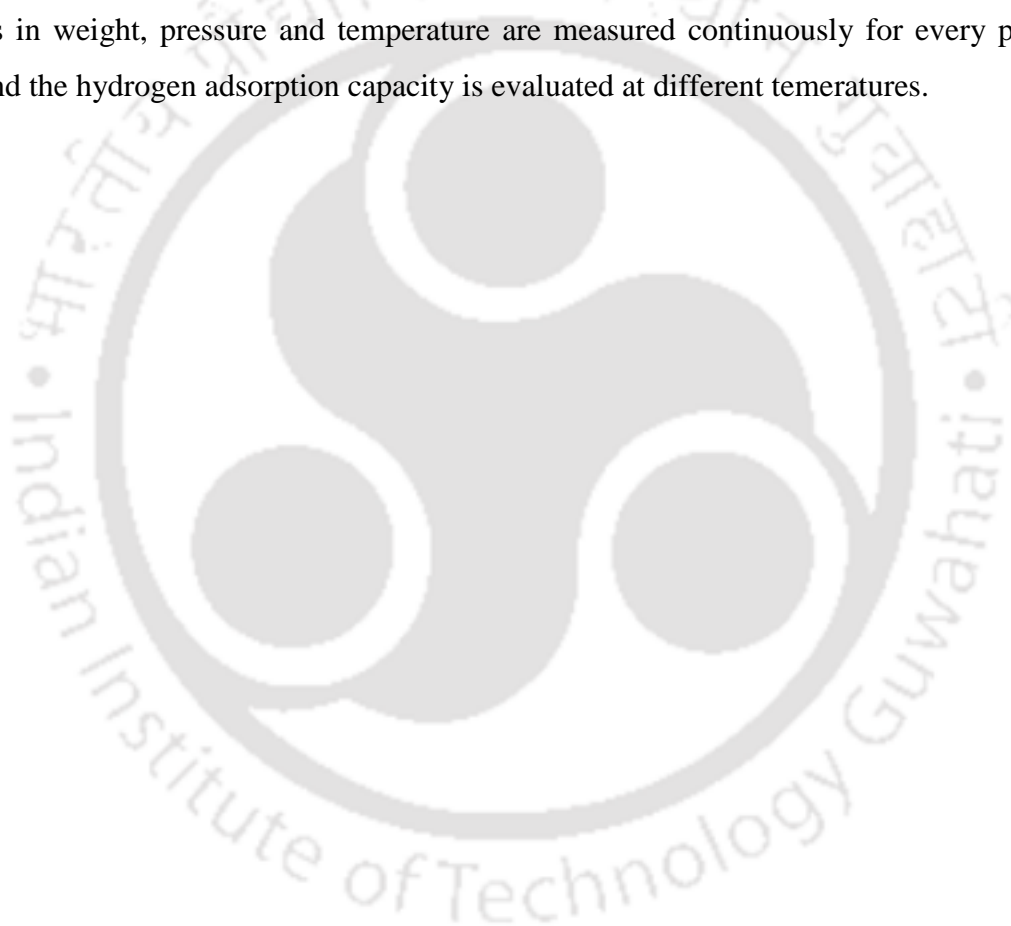 s in weight, pressure and temperature are measured continuously for every p
nd the hydrogen adsorption capacity is evaluated at different temeratures.
• Indian Institute of Technology Guwahati •